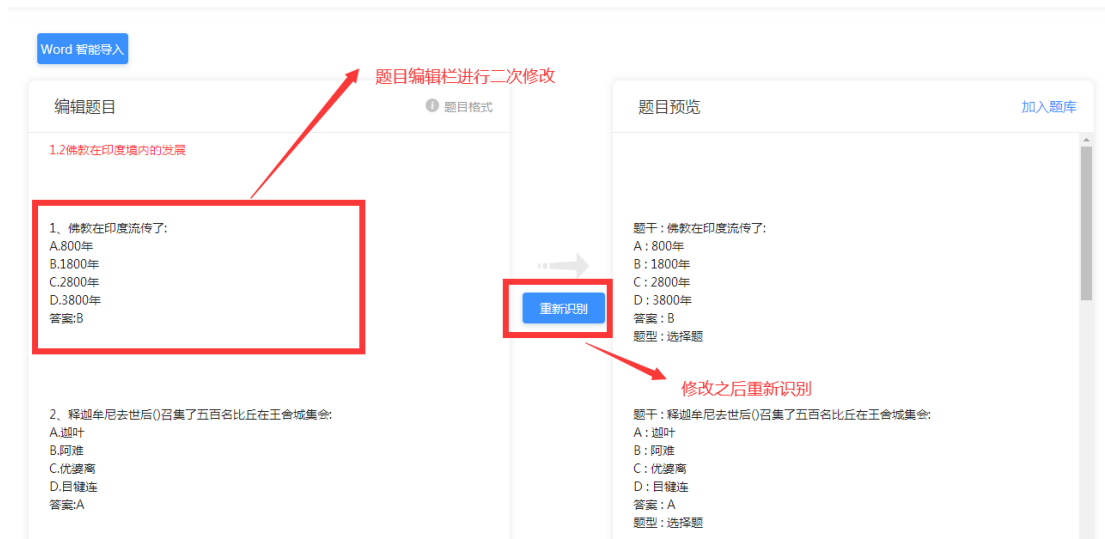 Word 智能导入
题目编辑栏进行二次修改
编辑题目
题目格式
1.2佛教在印度境内的发展
1、佛教在印度流传了:
A.800年
B.1800年
C.2800年
D.3800年
答案:B
2、释迦牟尼去世后()召集了五百名比丘在王舍城集会:
A.迦叶
B.阿难
C.优婆离
D.目犍连
答案:A
重新识别
修改之后重新识别
题目预览
加入题库
题干 : 佛教在印度流传了:
A : 800年
B : 1800年
C : 2800年
D : 3800年
答案 : B
题型 : 选择题
题干 : 释迦牟尼去世后()召集了五百名比丘在王舍城集会:
A : 迦叶
B : 阿难
C : 优婆离
D : 目犍连
答案 : A
题型 : 选择题